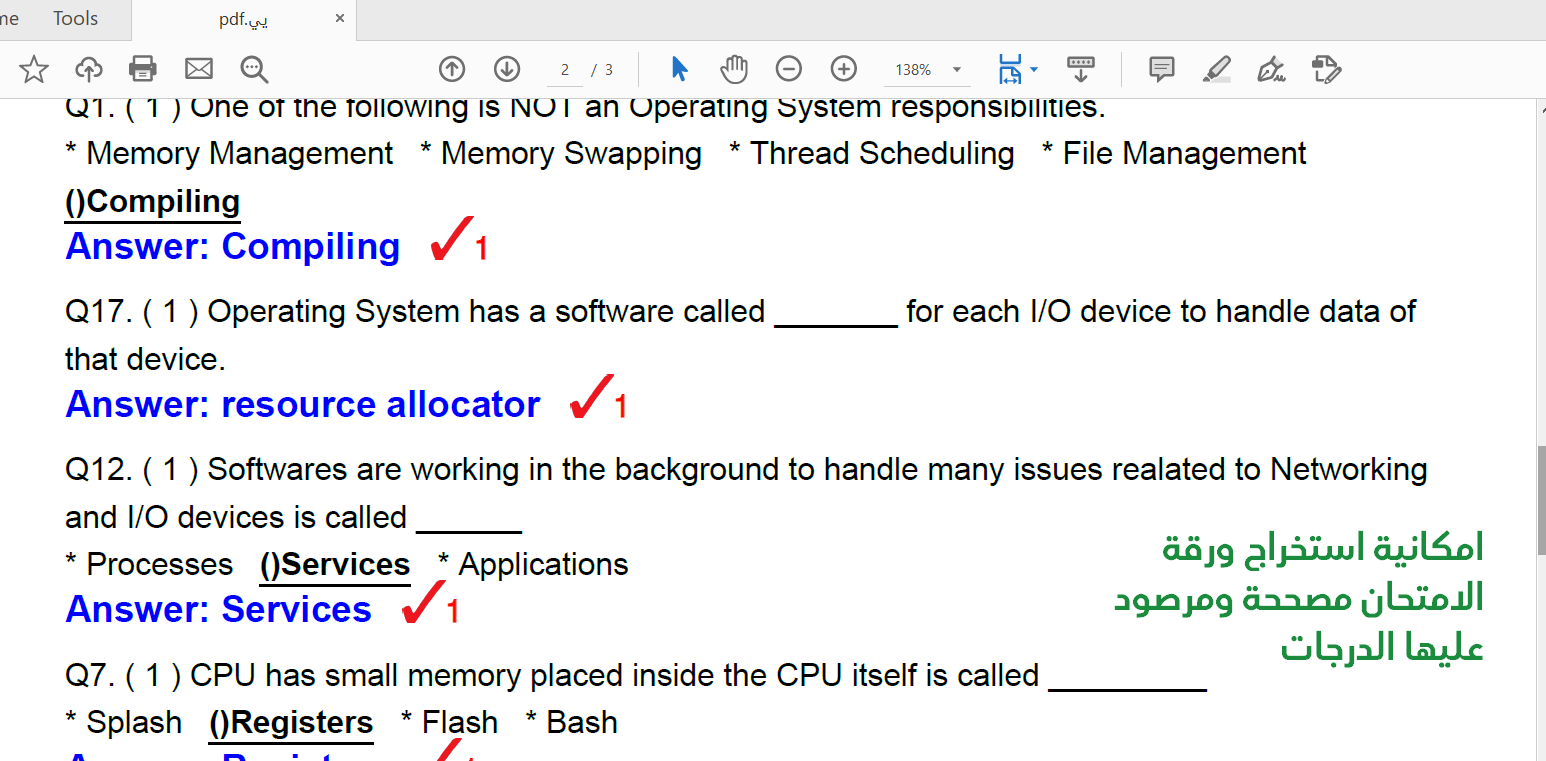 me Tools يي.pdf ×
2 / 3 138%
Q1. ( 1 ) One of the following is NOT an Operating System responsibilities.
* Memory Management * Memory Swapping * Thread Scheduling * File Management
()Compiling
Answer: Compiling 1
Q17. ( 1 ) Operating System has a software called _______ for each I/O device to handle data of
that device.
Answer: resource allocator 1
Q12. ( 1 ) Softwares are working in the background to handle many issues realated to Networking
and I/O devices is called ______
* Processes ()Services * Applications
Answer: Services 1
امكانية استخراج ورقة
الامتحان مصححة ومرصود
عليها الدرجات
Q7. ( 1 ) CPU has small memory placed inside the CPU itself is called _________
* Splash ()Registers * Flash * Bash